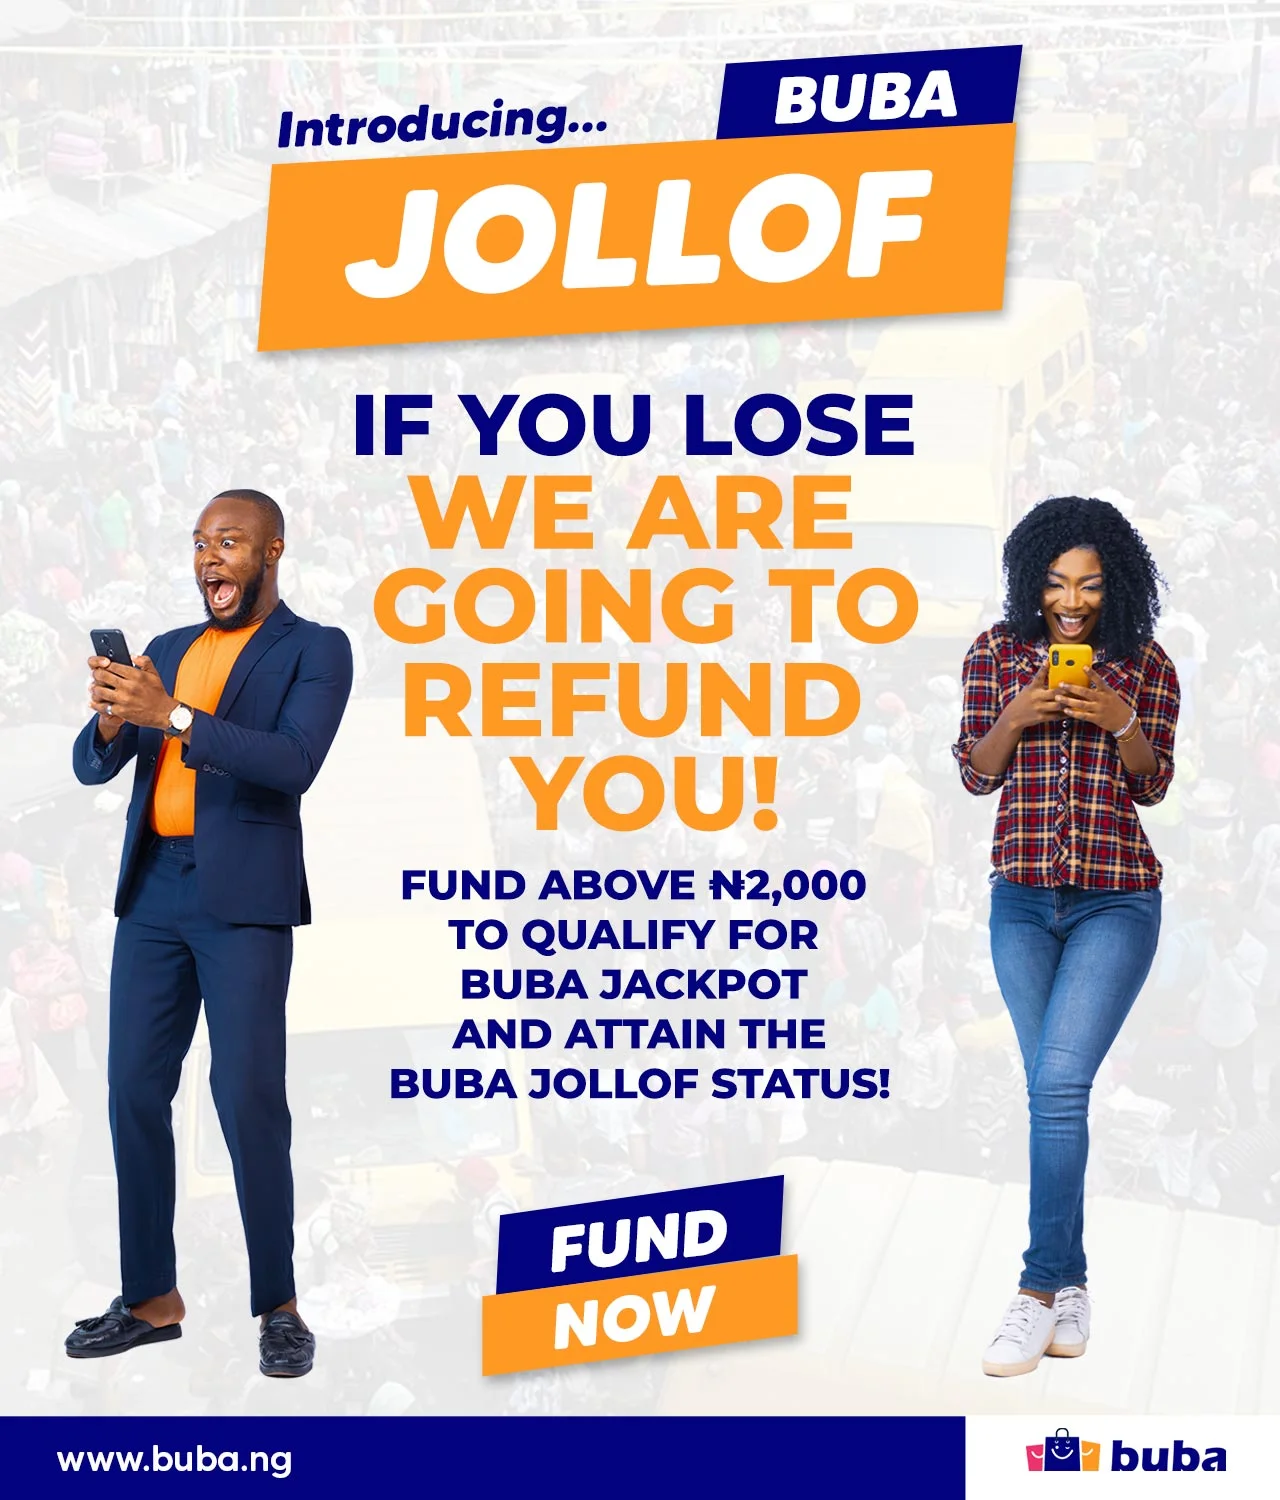 Introducing...
BUBA
JOLLOF
IF YOU LOSE
WE ARE
GOING TO
REFUND
YOU!
FUND ABOVE ₦2,000
TO QUALIFY FOR
BUBA JACKPOT
AND ATTAIN THE
BUBA JOLLOF STATUS!
FUND
NOW
www.buba.ng
buba